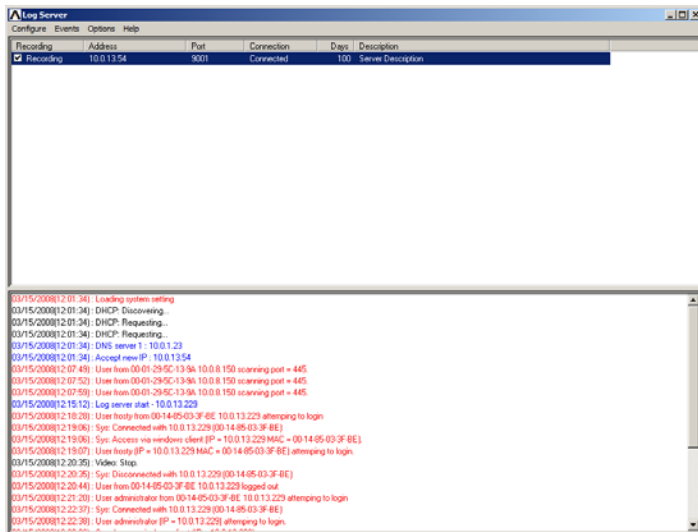 Log Server
Configure Events Options Help
Recording Address Port Connection Days Description
Recording 10.0.13.54 9001 Connected 100 Server Description
03/15/2008(12:01:34) : Loading system setting
03/15/2008(12:01:34) : DHCP: Discovering...
03/15/2008(12:01:34) : DHCP: Requesting...
03/15/2008(12:01:34) : DHCP: Requesting...
03/15/2008(12:01:34) : DNS server 1 : 10.0.1.23
03/15/2008(12:01:34) : Accept new IP : 10.0.13.54
03/15/2008(12:07:49) : User from 00-01-29-5C-13-9A 10.0.8.150 scanning port = 445.
03/15/2008(12:07:52) : User from 00-01-29-5C-13-9A 10.0.8.150 scanning port = 445.
03/15/2008(12:07:59) : User from 00-01-29-5C-13-9A 10.0.8.150 scanning port = 445.
03/15/2008(12:15:12) : Log server start - 10.0.13.229
03/15/2008(12:18:28) : User frosty from 00-14-85-03-3F-BE 10.0.13.229 attemping to login
03/15/2008(12:19:06) : Sys: Connected with 10.0.13.229 (00-14-85-03-3F-BE)
03/15/2008(12:19:06) : Sys: Access via windows client (IP = 10.0.13.229 MAC = 00-14-85-03-3F-BE).
03/15/2008(12:19:07) : User frosty (IP = 10.0.13.229 MAC = 00-14-85-03-3F-BE) attemping to login.
03/15/2008(12:20:35) : Video: Stop.
03/15/2008(12:20:35) : Sys: Disconnected with 10.0.13.229 (00-14-85-03-3F-BE)
03/15/2008(12:20:44) : User from 00-14-85-03-3F-BE 10.0.13.229 logged out
03/15/2008(12:21:20) : User administrator from 00-14-85-03-3F-BE 10.0.13.229 attemping to login
03/15/2008(12:22:37) : Sys: Connected with 10.0.13.229 (00-14-85-03-3F-BE)
03/15/2008(12:22:38) : User administrator (IP = 10.0.13.229) attemping to login.